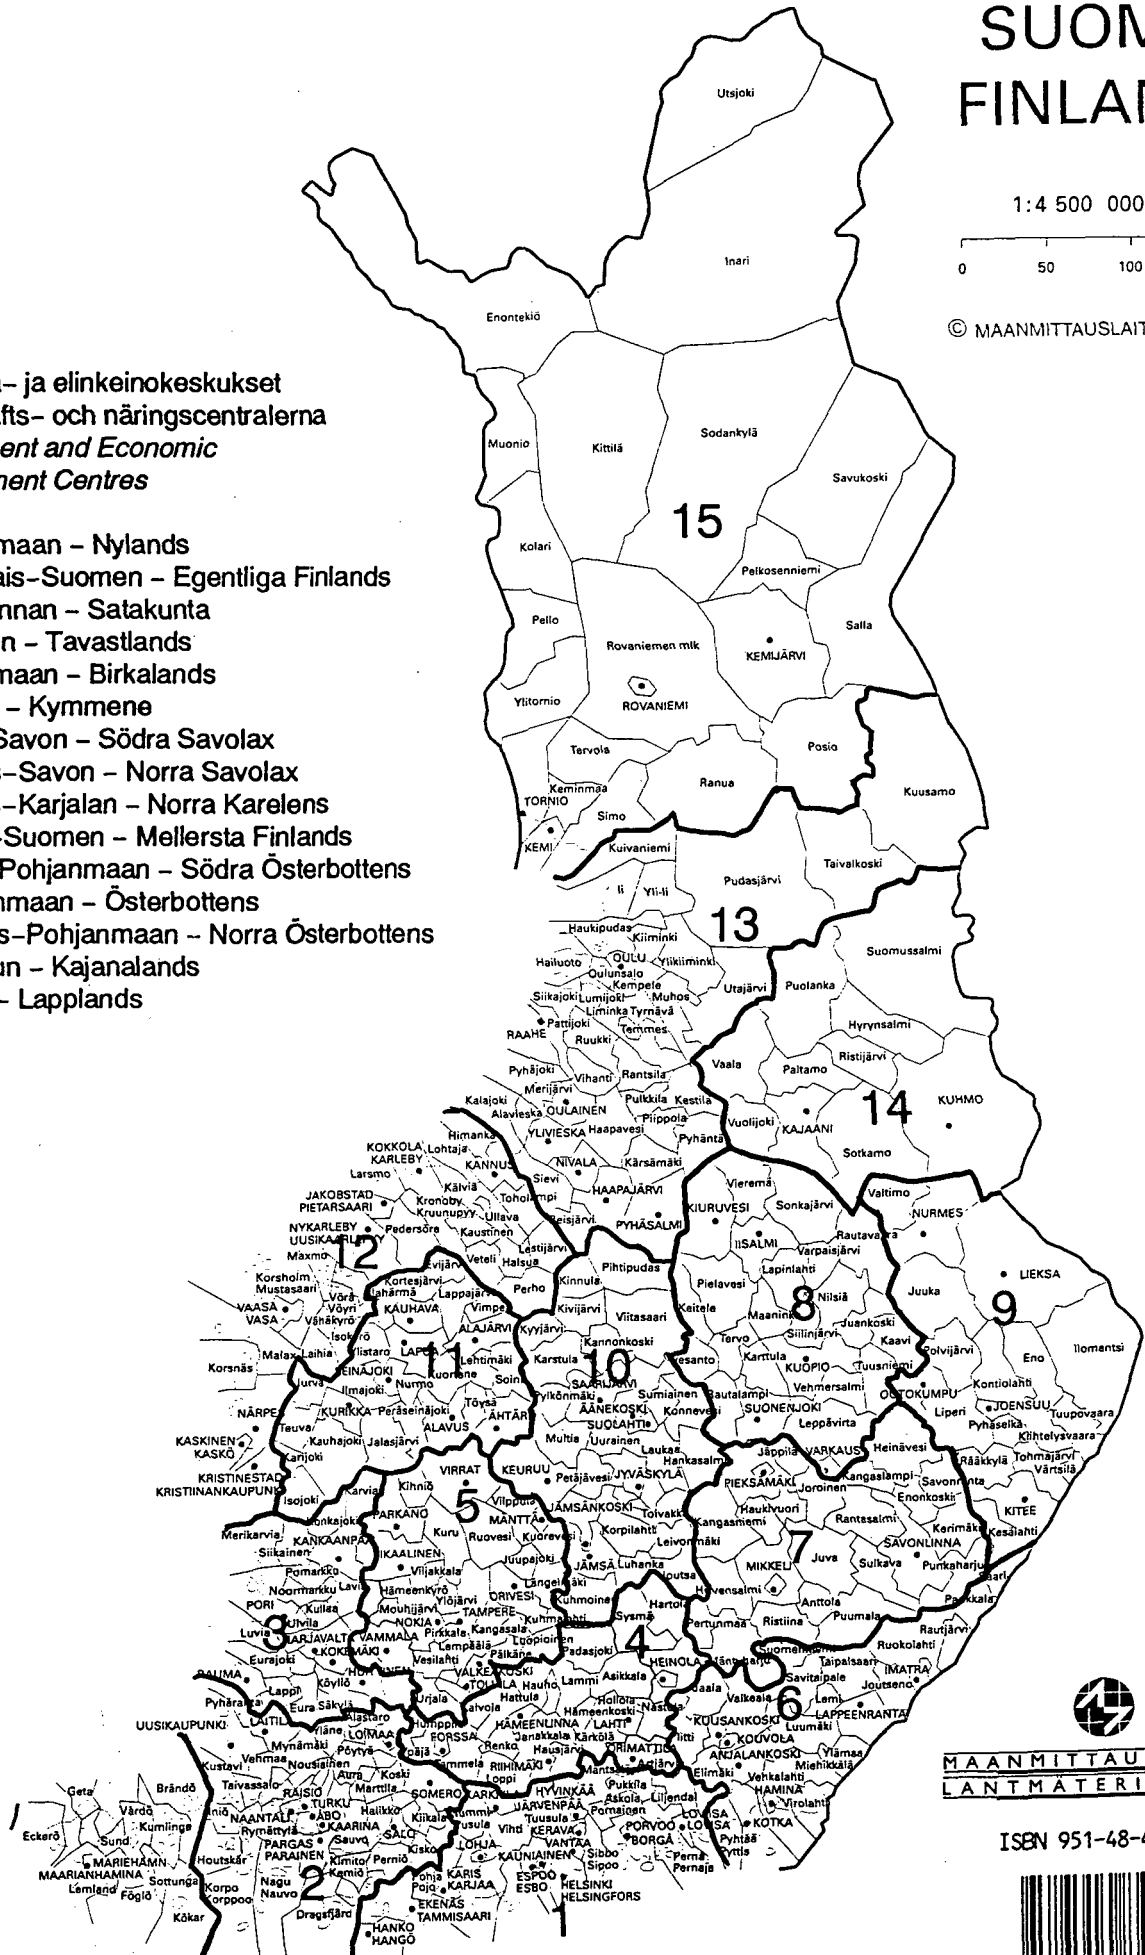 SUOM
FINLAN
1:4 500 000
0 50 100
© MAANMITTAUSLAIT
– ja elinkeinokeskukset
fts– och näringscentralerna
ent and Economic
ment Centres
maan – Nylands
ais–Suomen – Egentliga Finlands
nnan – Satakunta
n – Tavastlands
maan – Birkalands
– Kymmene
Savon – Södra Savolax
–Savon – Norra Savolax
–Karjalan – Norra Karelens
–Suomen – Mellersta Finlands
Pohjanmaan – Södra Österbottens
nmaan – Österbottens
s–Pohjanmaan – Norra Österbottens
un – Kajanalands
– Lapplands
Utsjoki
Inari
Enontekiö
Muonio
Kittilä
Sodankylä
Savukoski
15
Kolari
Pelkosenniemi
Pello
Rovaniemen mlk
KEMIJÄRVI
Salla
Ylitornio
ROVANIEMI
Tervola
Posio
Ranua
Kuusamo
Keminmaa
TORNIO
Simo
KEMI
Kuivaniemi
Taivalkoski
Ii
Yli-Ii
Pudasjärvi
13
Haukipudas
Kiiminki
Suomussalmi
Hailuoto
OULU
Ylikiiminki
Oulunsalo
Kempele
Utajärvi
Puolanka
Siikajoki
Lumijoki
Muhos
Liminka
Tyrnävä
Pattijoki
Temmes
Hyrynsalmi
RAAHE
Ruukki
Ristijärvi
Vaala
Paltamo
Pyhäjoki
Vihanti
Rantsila
Merijärvi
Kalajoki
Pulkkila
Kestilä
14
KUHMO
Alavieska
OULAINEN
Piippola
Vuolijoki
KAJAANI
YLIVIESKA
Haapavesi
Pyhäntä
Himanka
KOKKOLA
KARLEBY
Lohtaja
Sotkamo
Larsmo
KANNUS
NIVALA
Kärsämäki
Sievi
Vieremä
Valtimo
Kälviä
HAAPAJÄRVI
JAKOBSTAD
PIETARSAARI
Kronoby
Kruunupyy
Toholampi
Ullava
KIURUVESI
Sonkajärvi
NURMES
Reisjärvi
PYHÄSALMI
NYKARLEBY
UUSIKAARLEPYY
Pedersöre
Kaustinen
IISALMI
Rautavaara
12
Maxmo
Lestijärvi
Varpaisjärvi
Evijärvi
Veteli
Halsua
Pihtipudas
Lapinlahti
LIEKSA
Korsholm
Mustasaari
Kortesjärvi
Lappajärvi
Perho
Kinnula
Pielavesi
Nilsiä
Juuka
Vörå
Vöyri
KAUHAVA
Vimpeli
Kivijärvi
Viitasaari
Keitele
Maaninka
8
9
VAASA
VASA
Vähäkyrö
Isokyrö
ALAJÄRVI
Kyyjärvi
Siilinjärvi
Juankoski
Kannonkoski
Tervo
Kaavi
Malax
Laihia
Ylistaro
LAPUA
11
Lehtimäki
Karstula
10
Vesanto
Karttula
KUOPIO
Tuusniemi
Polvijärvi
Eno
Ilomantsi
Korsnäs
SEINÄJOKI
Kuortane
Soini
SAARIJÄRVI
Kontiolahti
Jurva
Ilmajoki
Nurmo
Pylkönmäki
Sumiainen
Rautalampi
Vehmersalmi
OUTOKUMPU
Töysä
ÄÄNEKOSKI
Konnevesi
SUONENJOKI
Liperi
JOENSUU
NÄRPES
KURIKKA
Peräseinäjoki
ÄHTÄRI
SUOLAHTI
Leppävirta
Pyhäselkä
Tuupovaara
Teuva
ALAVUS
Kiihtelysvaara
KASKINEN
KASKÖ
Kauhajoki
Jalasjärvi
Multia
Uurainen
Laukaa
Jäppilä
VARKAUS
Heinävesi
Karijoki
Hankasalmi
Rääkkylä
Tohmajärvi
Värtsilä
KRISTINESTAD
KRISTIINANKAUPUNKI
VIRRAT
KEURUU
Petäjävesi
JYVÄSKYLÄ
PIEKSÄMÄKI
Joroinen
Kangaslampi
Savonranta
Isojoki
Karvia
Kihniö
5
Vilppula
JÄMSÄNKOSKI
Toivakka
Haukivuori
Enonkoski
KITEE
Honkajoki
PARKANO
MÄNTTÄ
Kangasniemi
Rantasalmi
Merikarvia
KANKAANPÄÄ
Kuru
Ruovesi
Kuorevesi
Korpilahti
Leivonmäki
Kerimäki
Kesälahti
Siikainen
IKAALINEN
Juupajoki
7
SAVONLINNA
Pomarkku
Viljakkala
JÄMSÄ
Luhanka
MIKKELI
Juva
Sulkava
Punkaharju
Noormarkku
Lavia
Hämeenkyrö
Längelmäki
Joutsa
Saari
Ylöjärvi
ORIVESI
Kuhmoinen
Hirvensalmi
Anttola
Parikkala
PORI
Kullaa
Mouhijärvi
TAMPERE
Kuhmalahti
Hartola
Puumala
Ulvila
NOKIA
Sysmä
Pertunmaa
Ristiina
Luvia
3
HARJAVALTA
VAMMALA
Pirkkala
Kangasala
4
Rautjärvi
KOKEMÄKI
Lempäälä
Luopioinen
Padasjoki
Suomenniemi
Ruokolahti
Eurajoki
Vesilahti
Pälkäne
HEINOLA
Mäntyharju
Taipalsaari
RAUMA
HUITTINEN
VALKEAKOSKI
Savitaipale
IMATRA
Lappi
Köyliö
TOIJALA
Hauho
Lammi
Asikkala
Joutseno
Pyhäranta
Eura
Säkylä
Urjala
Kalvola
Hattula
Hollola
Jaala
Valkeala
6
Lemi
LAPPEENRANTA
Alastaro
Hämeenkoski
Nastola
KUUSANKOSKI
Luumäki
UUSIKAUPUNKI
LAITILA
Yläne
LOIMAA
Humppila
HÄMEENLINNA
LAHTI
Iitti
KOUVOLA
Mynämäki
Pöytyä
FORSSA
Renko
Janakkala
Kärkölä
Ylämaa
Ypäjä
Hausjärvi
ORIMATTILA
ANJALANKOSKI
Miehikkälä
Kustavi
Vehmaa
Nousiainen
Aura
Koski
Tammela
RIIHIMÄKI
Mäntsälä
Artjärvi
Elimäki
Vehkalahti
Loppi
HAMINA
Geta
Brändö
Taivassalo
Marttila
SOMERO
KARKKILA
HYVINKÄÄ
Pukkila
Liljendal
Virolahti
RAISIO
Askola
Vårdö
Iniö
NAANTALI
TURKU
ÅBO
Halikko
Kiikala
Nummi
JÄRVENPÄÄ
Pornainen
LOVIISA
LOVISA
Kumlinge
Tuusula
KOTKA
Rymättylä
KAARINA
Vihti
KERAVA
PORVOO
BORGÅ
Eckerö
Sund
PARGAS
PARAINEN
Sauvo
SALO
LOHJA
VANTAA
Pyhtää
Pyttis
MARIEHAMN
MAARIANHAMINA
Houtskär
Kisko
KAUNIAINEN
Sibbo
Sipoo
Pernå
Pernaja
Kimito
Kemiö
Perniö
Sottunga
Nagu
Nauvo
2
Pohja
Pojo
KARIS
KARJAA
ESPOO
ESBO
HELSINKI
HELSINGFORS
Lemland
Föglö
Korpo
Korppoo
EKENÄS
TAMMISAARI
1
Kökar
Dragsfjärd
HANKO
HANGÖ
MAANMITTAU
LANTMÄTERI
ISBN 951-48-4